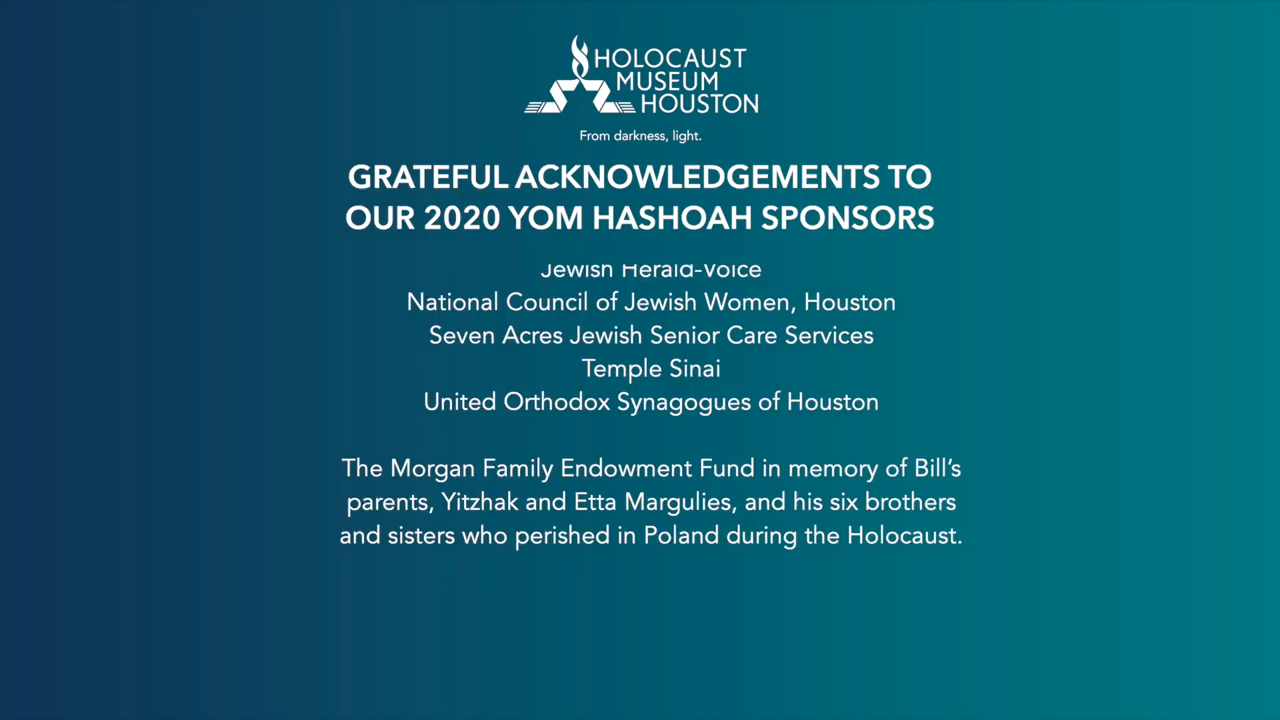 HOLOCAUST
MUSEUM
HOUSTON
From darkness, light.
GRATEFUL ACKNOWLEDGEMENTS TO
OUR 2020 YOM HASHOAH SPONSORS
Jewish Herald-Voice
National Council of Jewish Women, Houston
Seven Acres Jewish Senior Care Services
Temple Sinai
United Orthodox Synagogues of Houston
The Morgan Family Endowment Fund in memory of Bill’s
parents, Yitzhak and Etta Margulies, and his six brothers
and sisters who perished in Poland during the Holocaust.